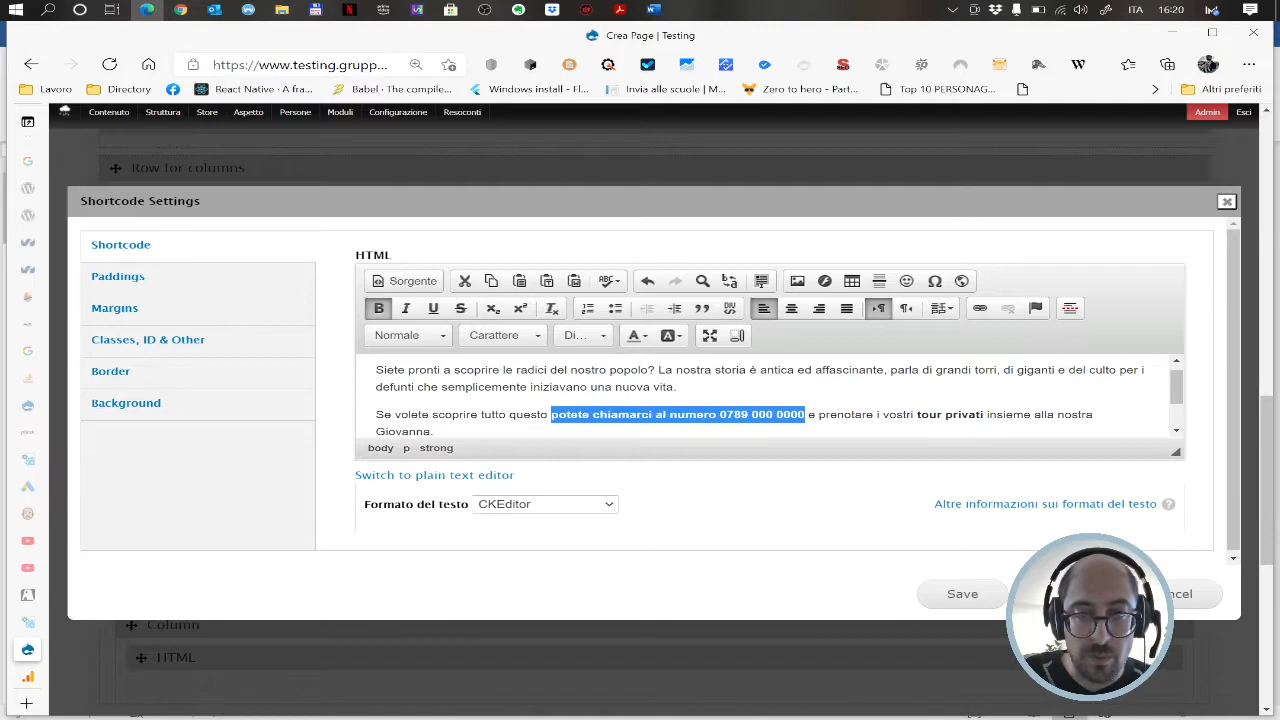 ITA 16:20
Crea Page | Testing
https://www.testing.grupp...
Lavoro Directory React Native · A fra... Babel · The compile... Windows install - Fl... Invia alle scuole | M... Zero to hero - Part... Top 10 PERSONAG... Altri preferiti
Contenuto Struttura Store Aspetto Persone Moduli Configurazione Resoconti Admin Esci
Row for columns
Shortcode Settings
Shortcode
Paddings
Margins
Classes, ID & Other
Border
Background
HTML
Sorgente
Normale Carattere Di...
Siete pronti a scoprire le radici del nostro popolo? La nostra storia è antica ed affascinante, parla di grandi torri, di giganti e del culto per i
defunti che semplicemente iniziavano una nuova vita.
Se volete scoprire tutto questo potete chiamarci al numero 0789 000 0000 e prenotare i vostri tour privati insieme alla nostra
Giovanna.
body p strong
Switch to plain text editor
Formato del testo CKEditor Altre informazioni sui formati del testo
Save ncel
Column
HTML